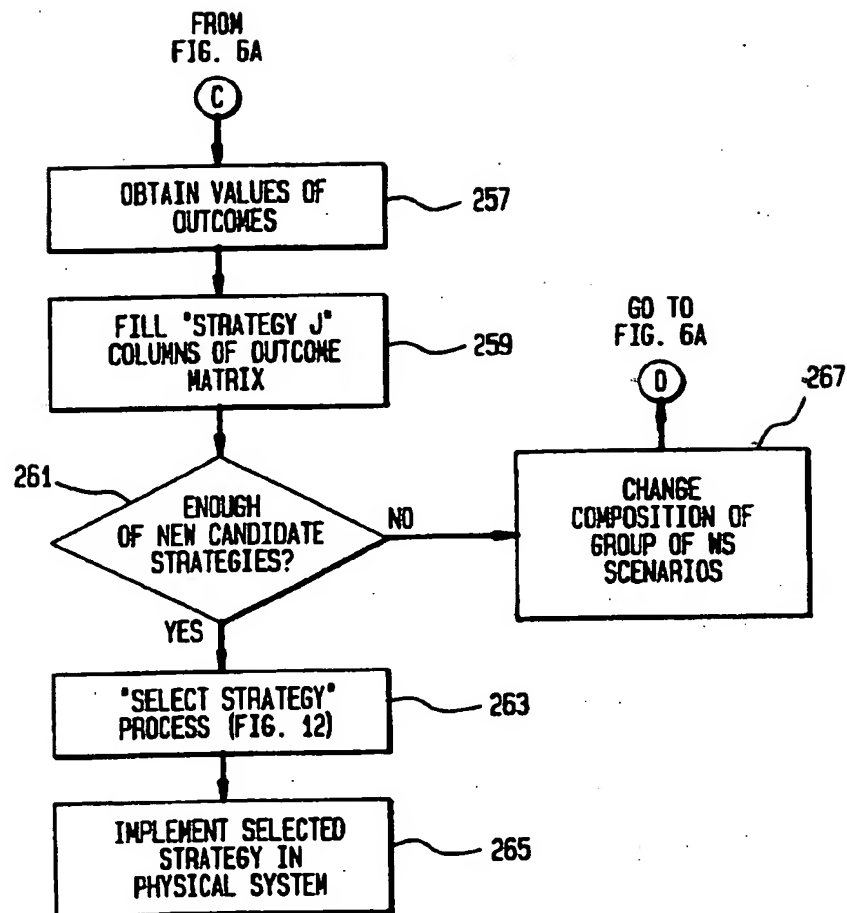 FROM
FIG. 6A
C
OBTAIN VALUES OF
OUTCOMES
257
FILL "STRATEGY J"
COLUMNS OF OUTCOME
MATRIX
259
GO TO
FIG. 6A
D
267
261
ENOUGH
OF NEW CANDIDATE
STRATEGIES?
NO
CHANGE
COMPOSITION OF
GROUP OF WS
SCENARIOS
YES
"SELECT STRATEGY"
PROCESS (FIG. 12)
263
IMPLEMENT SELECTED
STRATEGY IN
PHYSICAL SYSTEM
265